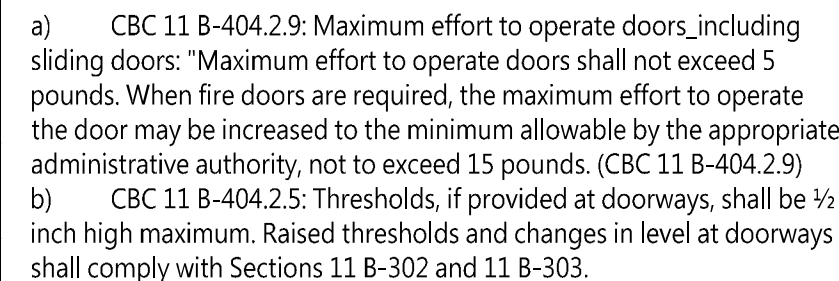 a) CBC 11 B-404.2.9: Maximum effort to operate doors_including
sliding doors: "Maximum effort to operate doors shall not exceed 5
pounds. When fire doors are required, the maximum effort to operate
the door may be increased to the minimum allowable by the appropriate
administrative authority, not to exceed 15 pounds. (CBC 11 B-404.2.9)
b) CBC 11 B-404.2.5: Thresholds, if provided at doorways, shall be ½
inch high maximum. Raised thresholds and changes in level at doorways
shall comply with Sections 11 B-302 and 11 B-303.